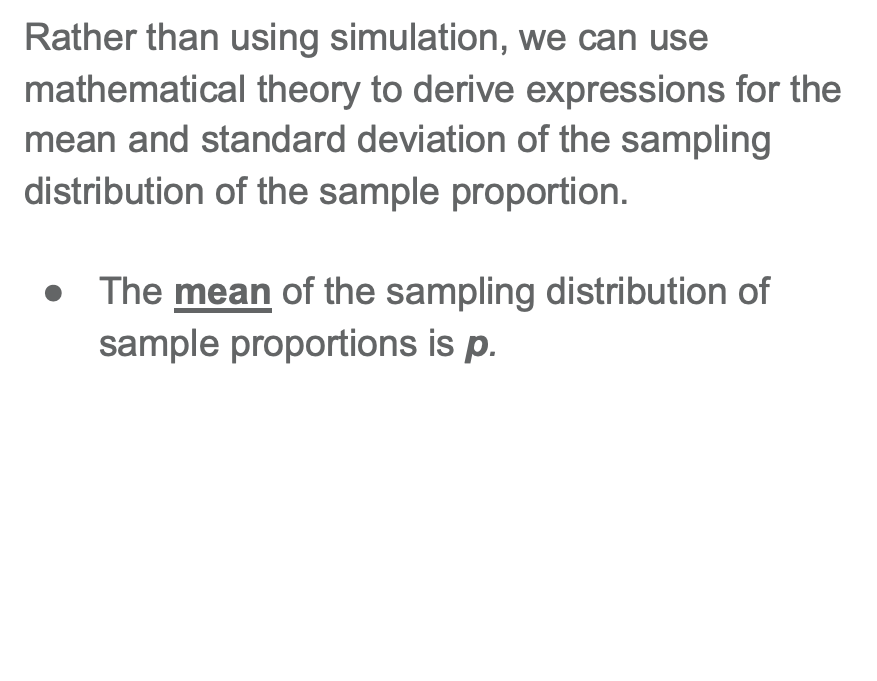 Rather than using simulation, we can use
mathematical theory to derive expressions for the
mean and standard deviation of the sampling
distribution of the sample proportion.
● The mean of the sampling distribution of
sample proportions is p.